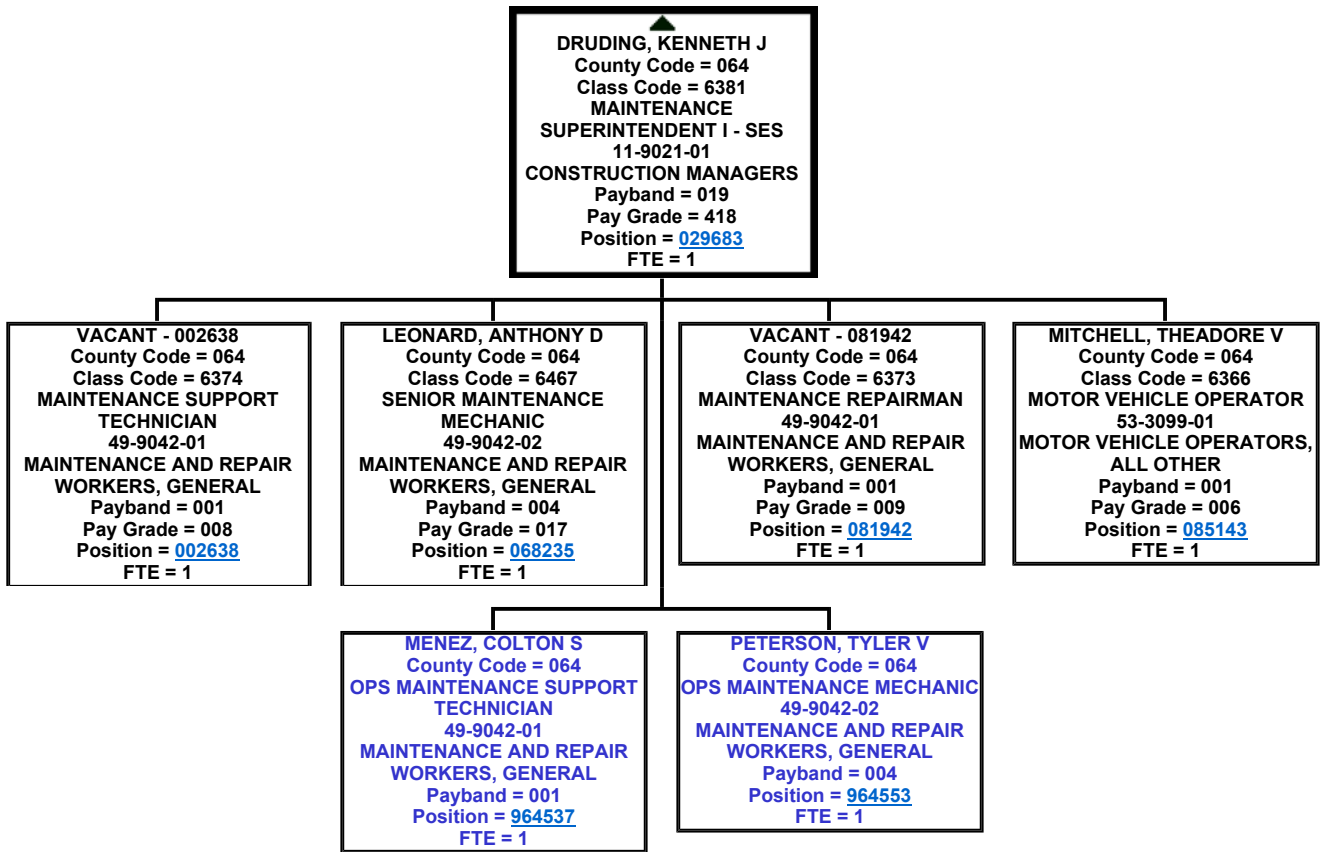 DRUDING, KENNETH J
County Code = 064
Class Code = 6381
MAINTENANCE
SUPERINTENDENT I - SES
11-9021-01
CONSTRUCTION MANAGERS
Payband = 019
Pay Grade = 418
Position = 029683
FTE = 1
VACANT - 002638
County Code = 064
Class Code = 6374
MAINTENANCE SUPPORT
TECHNICIAN
49-9042-01
MAINTENANCE AND REPAIR
WORKERS, GENERAL
Payband = 001
Pay Grade = 008
Position = 002638
FTE = 1
LEONARD, ANTHONY D
County Code = 064
Class Code = 6467
SENIOR MAINTENANCE
MECHANIC
49-9042-02
MAINTENANCE AND REPAIR
WORKERS, GENERAL
Payband = 004
Pay Grade = 017
Position = 068235
FTE = 1
VACANT - 081942
County Code = 064
Class Code = 6373
MAINTENANCE REPAIRMAN
49-9042-01
MAINTENANCE AND REPAIR
WORKERS, GENERAL
Payband = 001
Pay Grade = 009
Position = 081942
FTE = 1
MITCHELL, THEADORE V
County Code = 064
Class Code = 6366
MOTOR VEHICLE OPERATOR
53-3099-01
MOTOR VEHICLE OPERATORS,
ALL OTHER
Payband = 001
Pay Grade = 006
Position = 085143
FTE = 1
MENEZ, COLTON S
County Code = 064
OPS MAINTENANCE SUPPORT
TECHNICIAN
49-9042-01
MAINTENANCE AND REPAIR
WORKERS, GENERAL
Payband = 001
Position = 964537
FTE = 1
PETERSON, TYLER V
County Code = 064
OPS MAINTENANCE MECHANIC
49-9042-02
MAINTENANCE AND REPAIR
WORKERS, GENERAL
Payband = 004
Position = 964553
FTE = 1